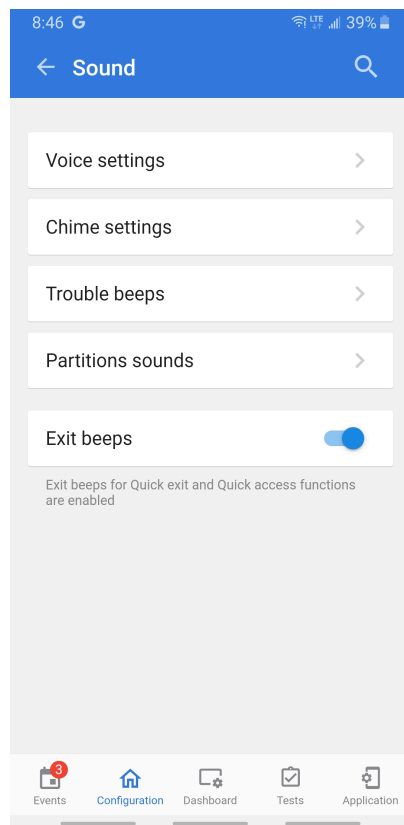 8:46 G LTE 39%
Sound
Voice settings
Chime settings
Trouble beeps
Partitions sounds
Exit beeps
Exit beeps for Quick exit and Quick access functions
are enabled
3
Events Configuration Dashboard Tests Application